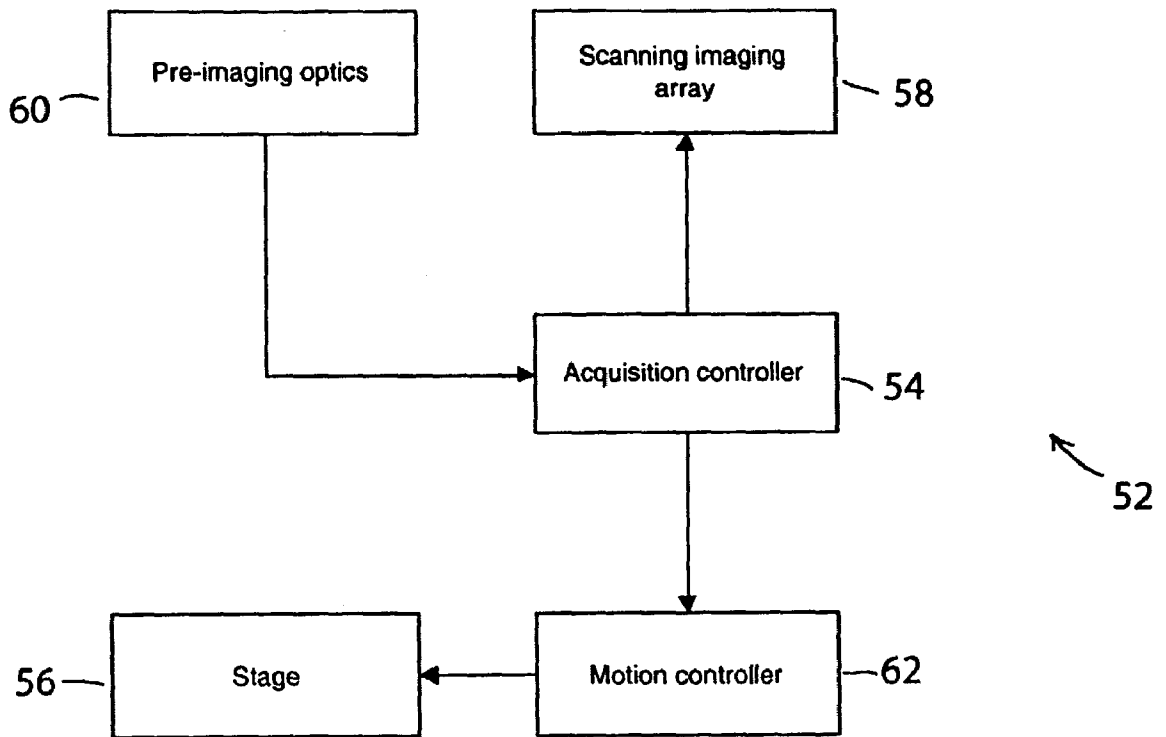 Pre-imaging optics
60
Scanning imaging
array
58
Acquisition controller
54
52
Stage
56
Motion controller
62